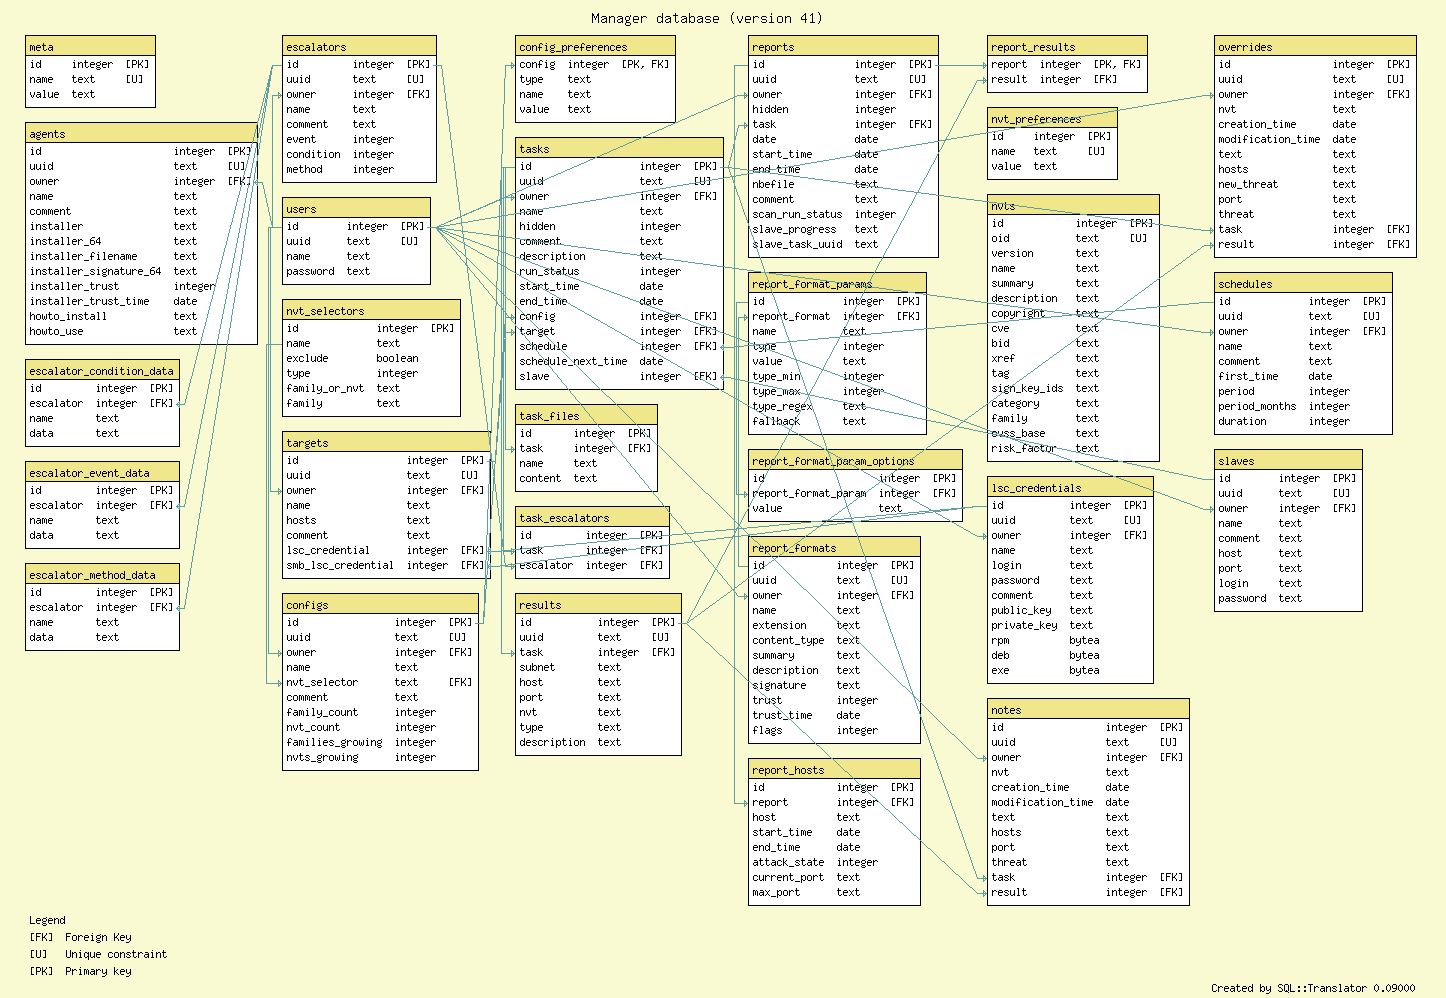 Manager database (version 41)
meta
id integer [PK]
name text [U]
value text
agents
id integer [PK]
uuid text [U]
owner integer [FK]
name text
comment text
installer text
installer_64 text
installer_filename text
installer_signature_64 text
installer_trust integer
installer_trust_time date
howto_install text
howto_use text
escalator_condition_data
id integer [PK]
escalator integer [FK]
name text
data text
escalator_event_data
id integer [PK]
escalator integer [FK]
name text
data text
escalator_method_data
id integer [PK]
escalator integer [FK]
name text
data text
escalators
id integer [PK]
uuid text [U]
owner integer [FK]
name text
comment text
event integer
condition integer
method integer
users
id integer [PK]
uuid text [U]
name text
password text
nvt_selectors
id integer [PK]
name text
exclude boolean
type integer
family_or_nvt text
family text
targets
id integer [PK]
uuid text [U]
owner integer [FK]
name text
hosts text
comment text
lsc_credential integer [FK]
smb_lsc_credential integer [FK]
configs
id integer [PK]
uuid text [U]
owner integer [FK]
name text
nvt_selector text [FK]
comment text
family_count integer
nvt_count integer
families_growing integer
nvts_growing integer
config_preferences
config integer [PK, FK]
type text
name text
value text
tasks
id integer [PK]
uuid text [U]
owner integer [FK]
name text
hidden integer
comment text
description text
run_status integer
start_time date
end_time date
config integer [FK]
target integer [FK]
schedule integer [FK]
schedule_next_time date
slave integer [FK]
task_files
id integer [PK]
task integer [FK]
name text
content text
task_escalators
id integer [PK]
task integer [FK]
escalator integer [FK]
results
id integer [PK]
uuid text [U]
task integer [FK]
subnet text
host text
port text
nvt text
type text
description text
reports
id integer [PK]
uuid text [U]
owner integer [FK]
hidden integer
task integer [FK]
date date
start_time date
end_time date
nbefile text
comment text
scan_run_status integer
slave_progress text
slave_task_uuid text
report_format_params
id integer [PK]
report_format integer [FK]
name text
type integer
value text
type_min integer
type_max integer
type_regex text
fallback text
report_format_param_options
id integer [PK]
report_format_param integer [FK]
value text
report_formats
id integer [PK]
uuid text [U]
owner integer [FK]
name text
extension text
content_type text
summary text
description text
signature text
trust integer
trust_time date
flags integer
report_hosts
id integer [PK]
report integer [FK]
host text
start_time date
end_time date
attack_state integer
current_port text
max_port text
report_results
report integer [PK, FK]
result integer [FK]
nvt_preferences
id integer [PK]
name text [U]
value text
nvts
id integer [PK]
oid text [U]
version text
name text
summary text
description text
copyright text
cve text
bid text
xref text
tag text
sign_key_ids text
category text
family text
cvss_base text
risk_factor text
lsc_credentials
id integer [PK]
uuid text [U]
owner integer [FK]
name text
login text
password text
comment text
public_key text
private_key text
rpm bytea
deb bytea
exe bytea
notes
id integer [PK]
uuid text [U]
owner integer [FK]
nvt text
creation_time date
modification_time date
text text
hosts text
port text
threat text
task integer [FK]
result integer [FK]
overrides
id integer [PK]
uuid text [U]
owner integer [FK]
nvt text
creation_time date
modification_time date
text text
hosts text
new_threat text
port text
threat text
task integer [FK]
result integer [FK]
schedules
id integer [PK]
uuid text [U]
owner integer [FK]
name text
comment text
first_time date
period integer
period_months integer
duration integer
slaves
id integer [PK]
uuid text [U]
owner integer [FK]
name text
comment text
host text
port text
login text
password text
Legend
[FK] Foreign Key
[U] Unique constraint
[PK] Primary key
Created by SQL::Translator 0.09000